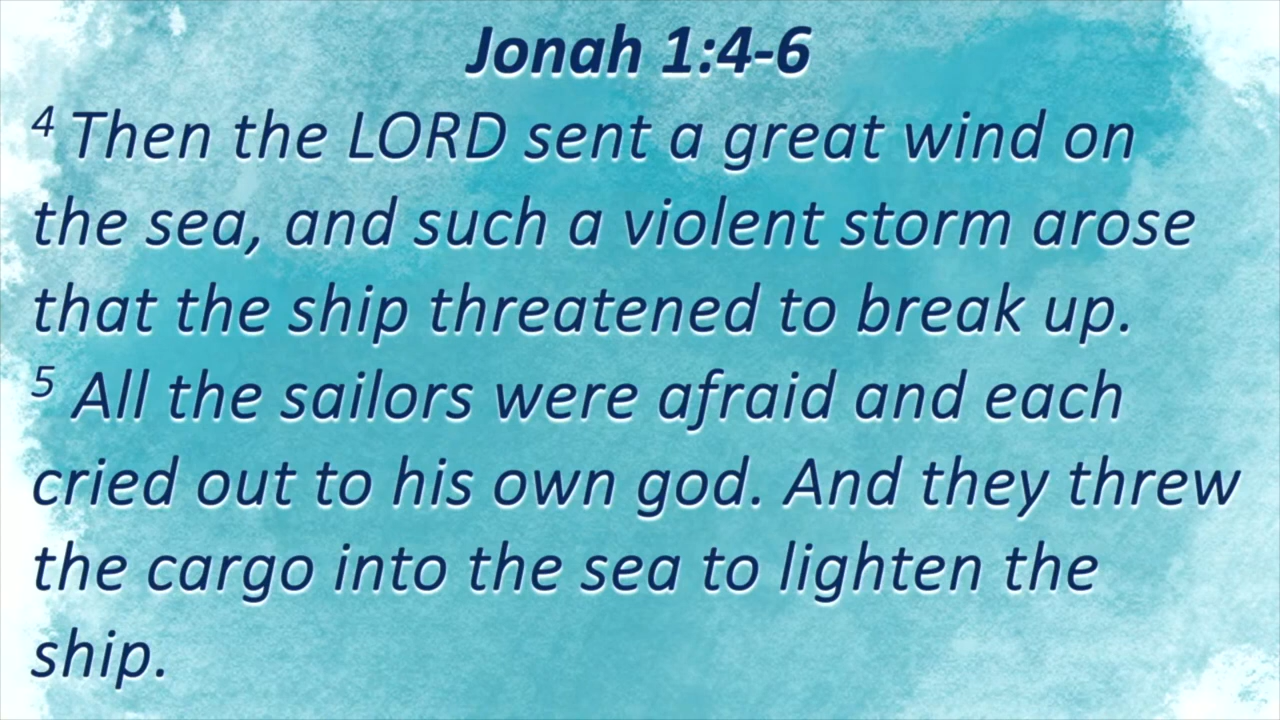 Jonah 1:4-6
4 Then the LORD sent a great wind on
the sea, and such a violent storm arose
that the ship threatened to break up.
5 All the sailors were afraid and each
cried out to his own god. And they threw
the cargo into the sea to lighten the
ship.